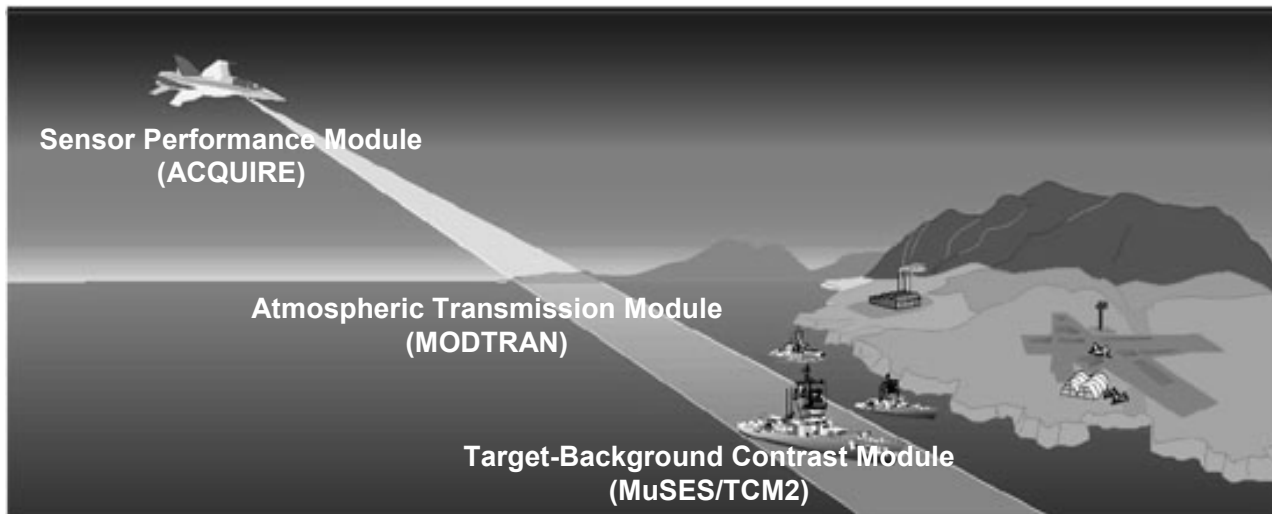 Sensor Performance Module
(ACQUIRE)
Atmospheric Transmission Module
(MODTRAN)
Target-Background Contrast Module
(MuSES/TCM2)